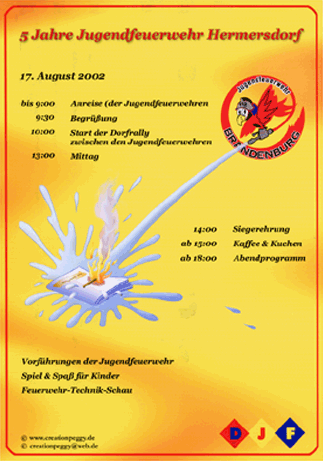 5 Jahre Jugendfeuerwehr Hermersdorf
17. August 2002
bis 9:00 Anreise (der Jugendfeuerwehren
9:30 Begrüßung
10:00 Start der Dorfrally
zwischen den Jugendfeuerwehren
13:00 Mittag
Jugendfeuerwehr
BRANDENBURG
14:00 Siegerehrung
ab 15:00 Kaffee & Kuchen
ab 18:00 Abendprogramm
Vorführungen der Jugendfeuerwehr
Spiel & Spaß für Kinder
Feuerwehr-Technik-Schau
© www.creationpeggy.de
© creationpeggy@web.de
D J F